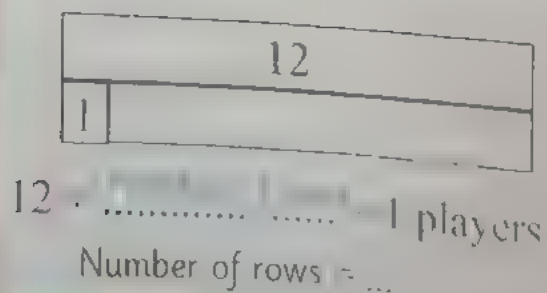 12
1
12 ............ ...... 1 players
Number of rows = ...